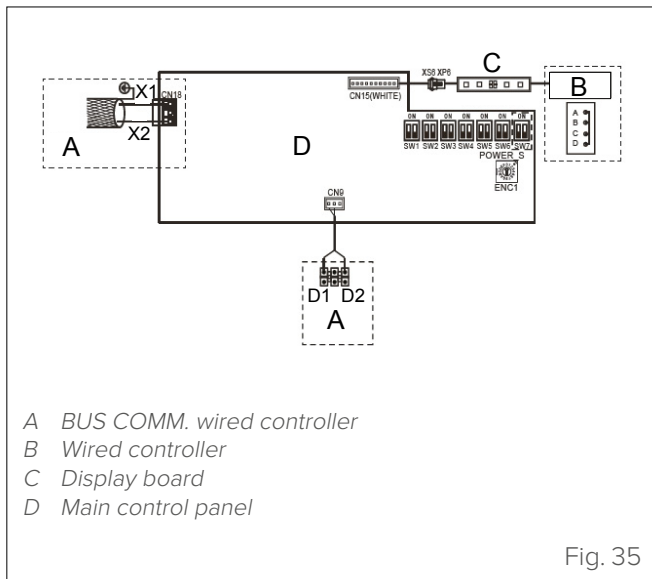 XS6 XP6
C
CN15(WHITE)
B
A
B
C
D
X1
CN18
X2
A
D
ON ON ON ON ON ON ON
SW1 SW2 SW3 SW4 SW5 SW6 SW7
POWER_S
ENC1
CN9
D1 D2
A
A BUS COMM. wired controller
B Wired controller
C Display board
D Main control panel
Fig. 35